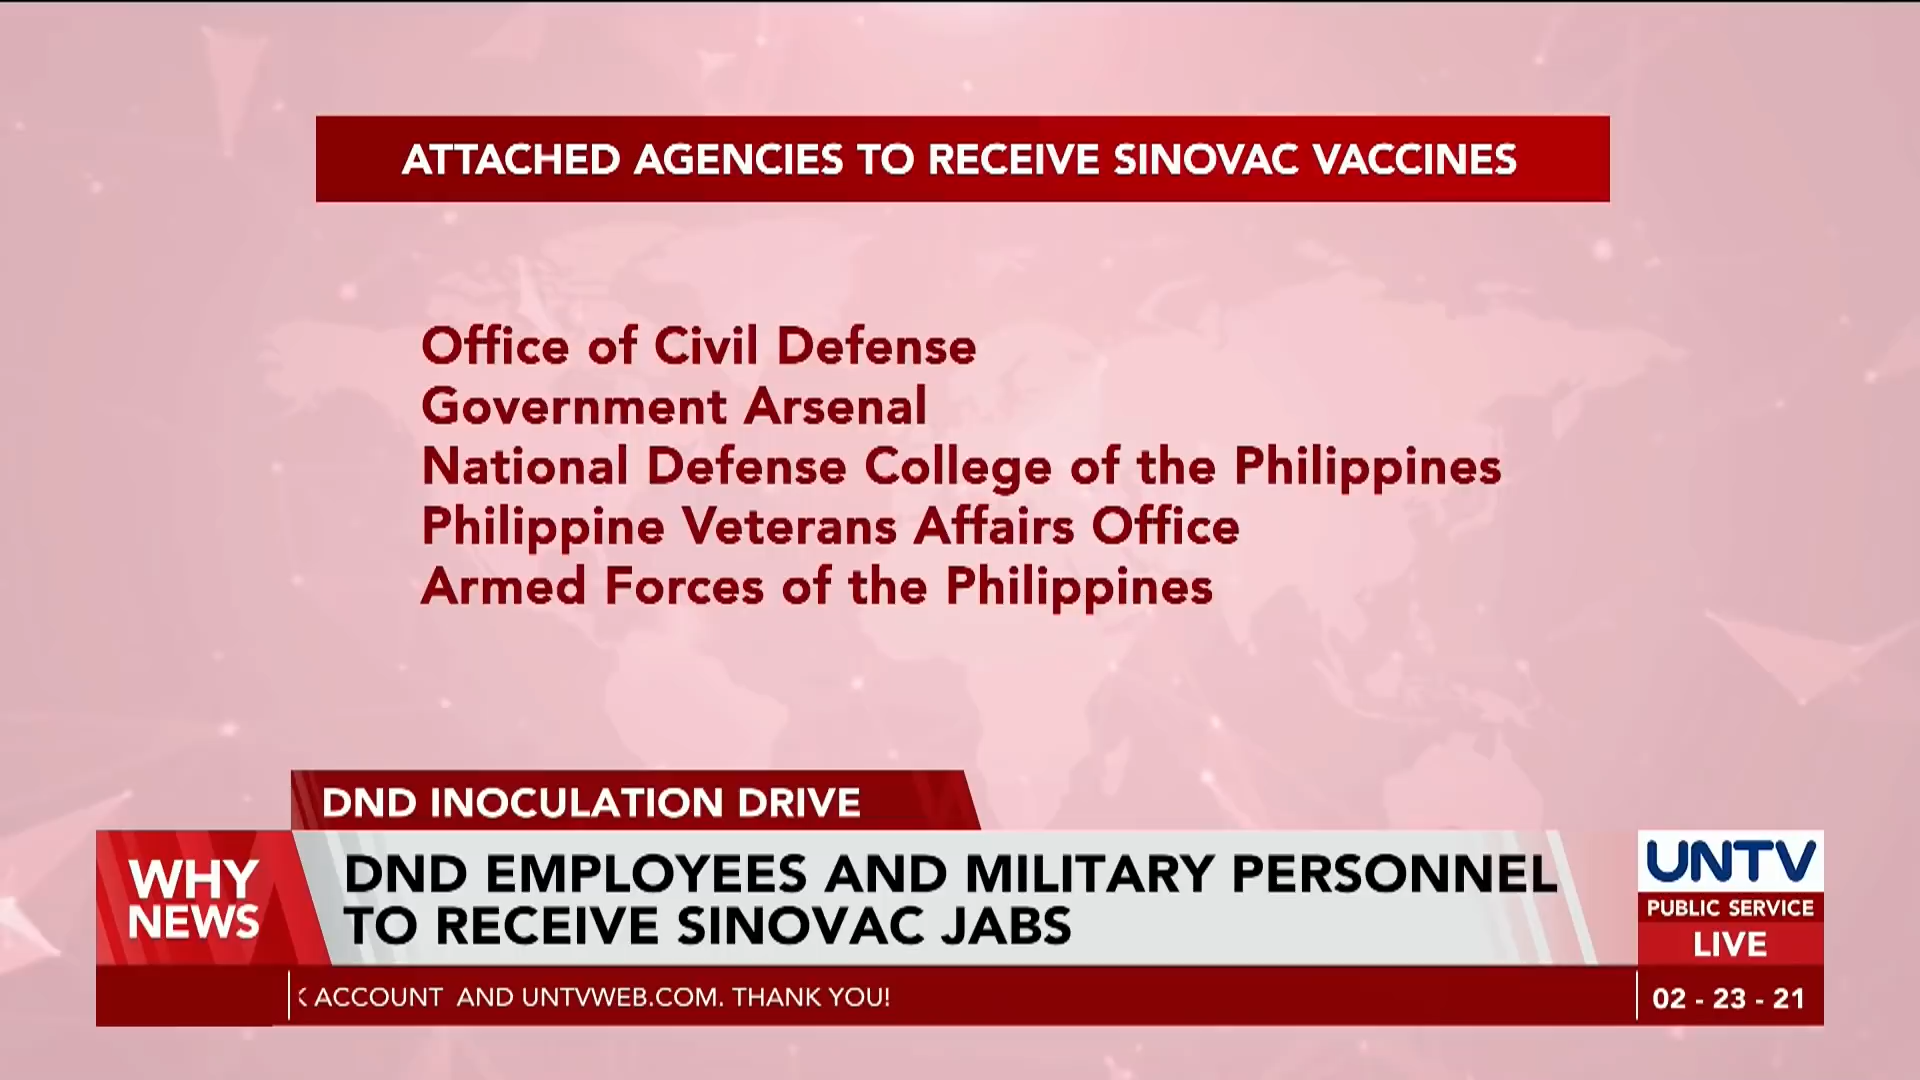 ATTACHED AGENCIES TO RECEIVE SINOVAC VACCINES
Office of Civil Defense
Government Arsenal
National Defense College of the Philippines
Philippine Veterans Affairs Office
Armed Forces of the Philippines
DND INOCULATION DRIVE
WHY
NEWS
DND EMPLOYEES AND MILITARY PERSONNEL
TO RECEIVE SINOVAC JABS
UNTV
PUBLIC SERVICE
LIVE
ACCOUNT AND UNTVWEB.COM. THANK YOU!
02 - 23 - 21